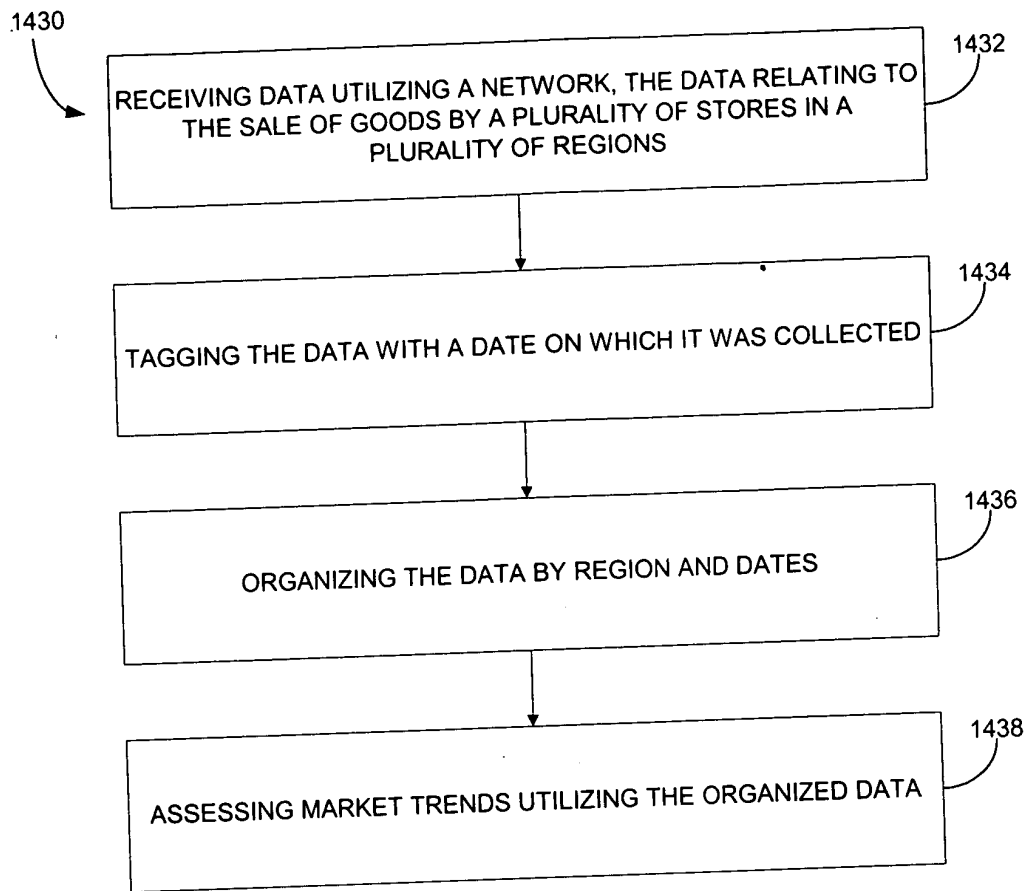 1430
1432
RECEIVING DATA UTILIZING A NETWORK, THE DATA RELATING TO
THE SALE OF GOODS BY A PLURALITY OF STORES IN A
PLURALITY OF REGIONS
1434
TAGGING THE DATA WITH A DATE ON WHICH IT WAS COLLECTED
1436
ORGANIZING THE DATA BY REGION AND DATES
1438
ASSESSING MARKET TRENDS UTILIZING THE ORGANIZED DATA